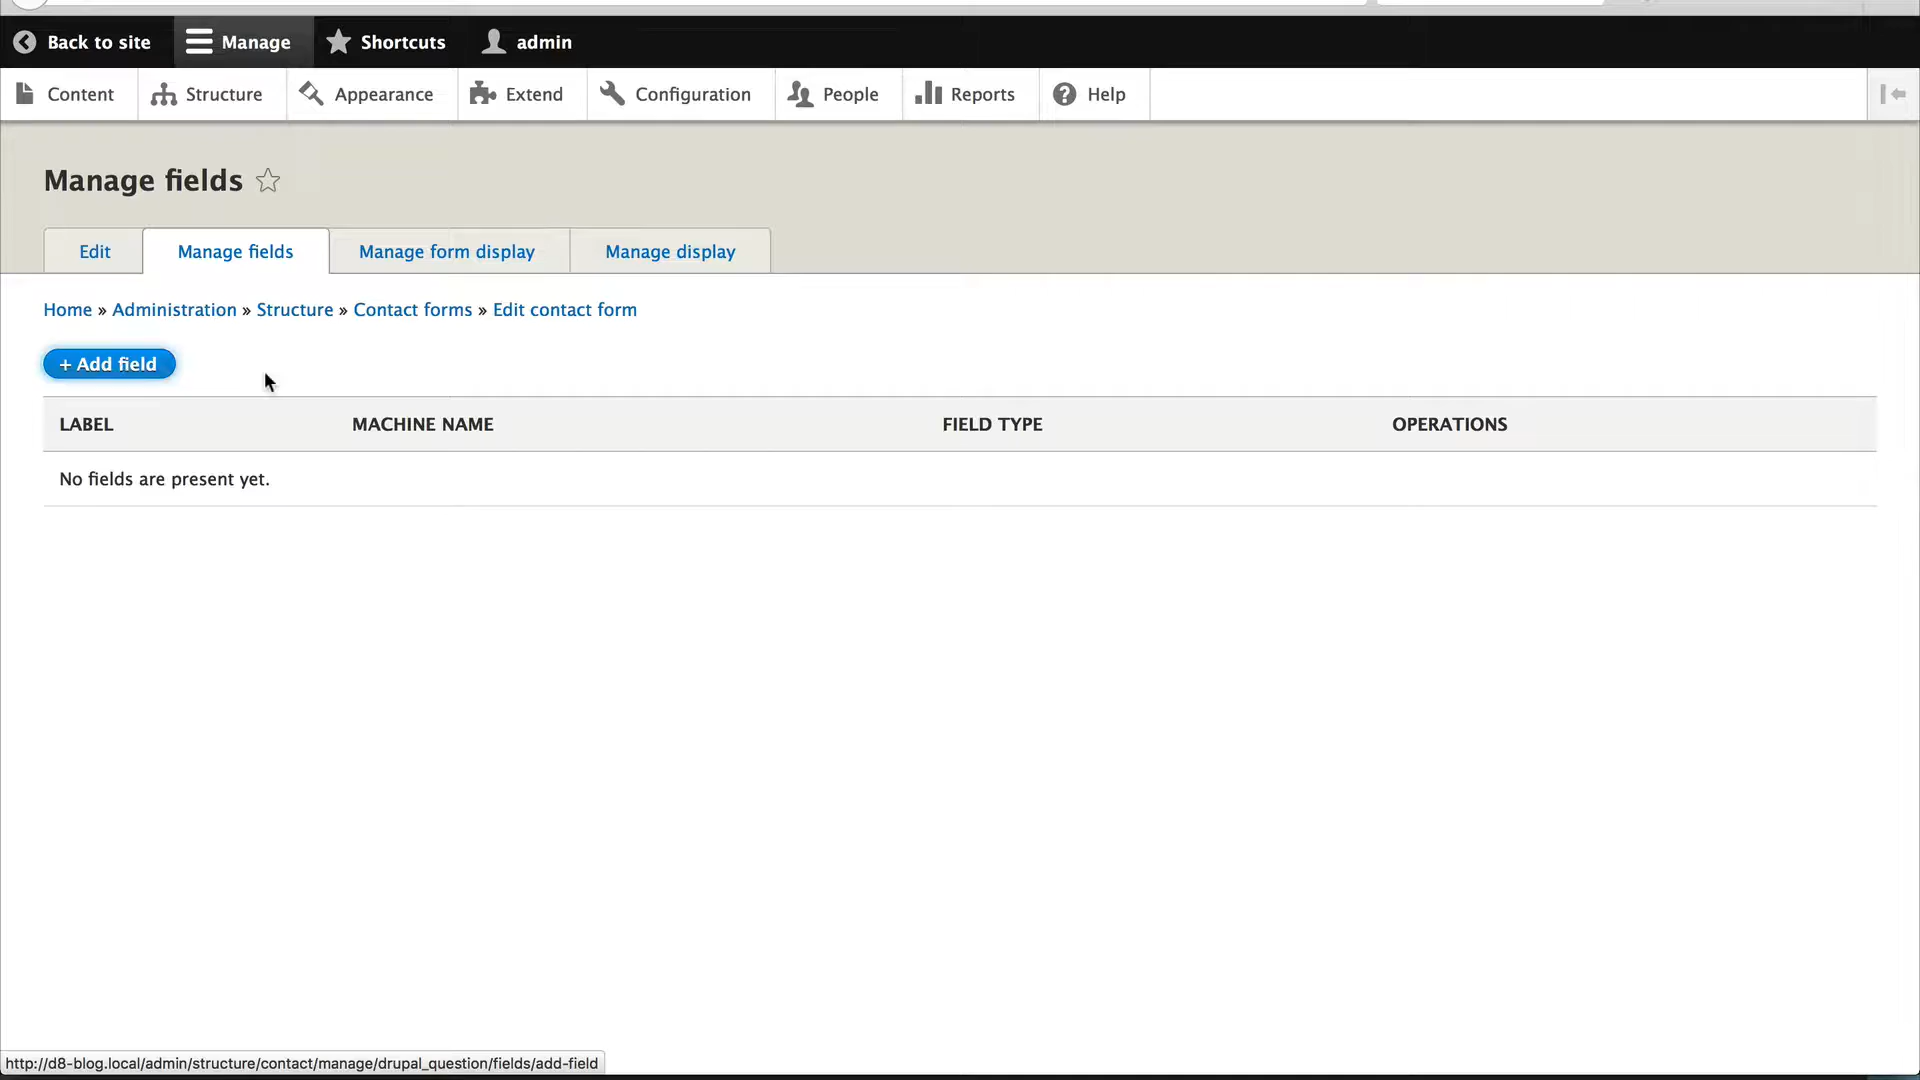 Back to site Manage Shortcuts admin
Content Structure Appearance Extend Configuration People Reports Help
Manage fields
Edit Manage fields Manage form display Manage display
Home » Administration » Structure » Contact forms » Edit contact form
+ Add field
LABEL MACHINE NAME FIELD TYPE OPERATIONS
No fields are present yet.
http://d8-blog.local/admin/structure/contact/manage/drupal_question/fields/add-field